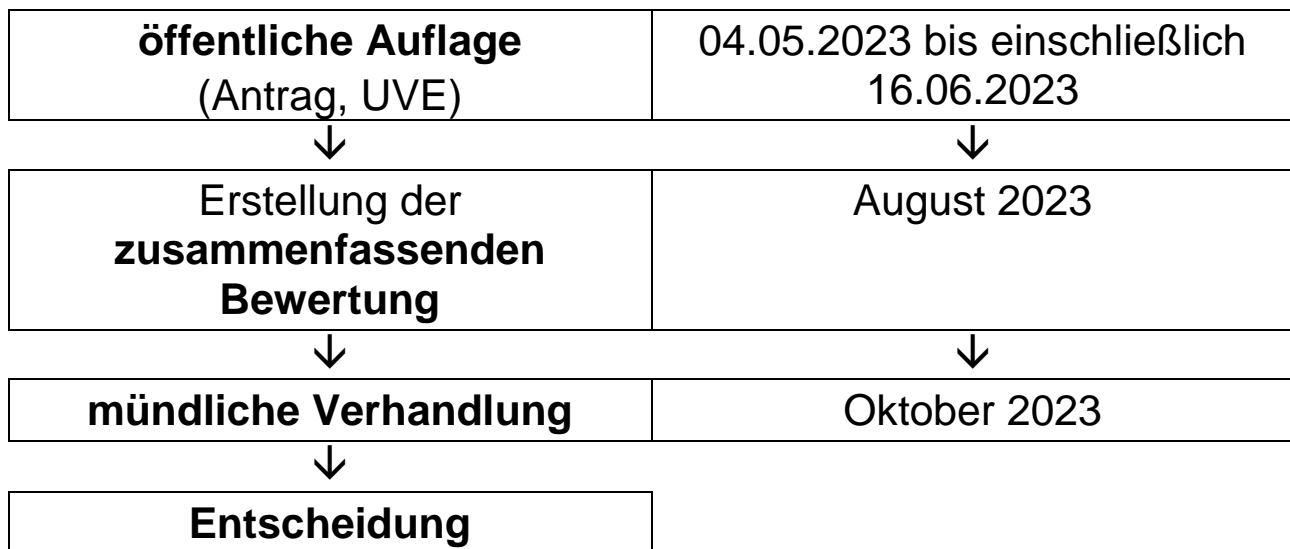 öffentliche Auflage
(Antrag, UVE)
04.05.2023 bis einschließlich
16.06.2023
Erstellung der
zusammenfassenden
Bewertung
August 2023
mündliche Verhandlung
Oktober 2023
Entscheidung